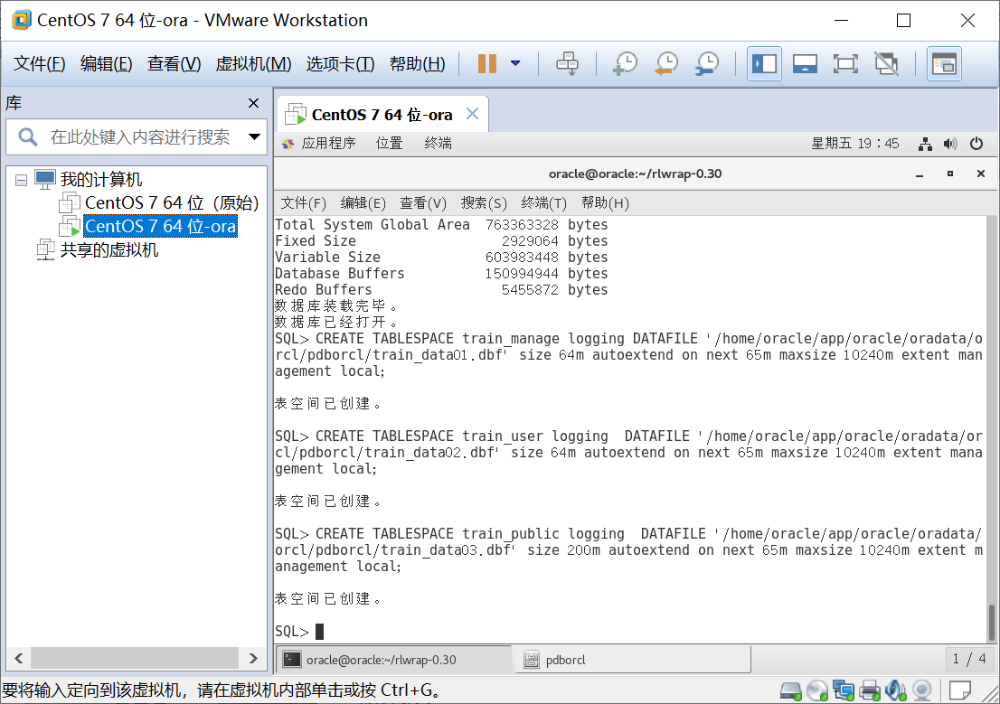 CentOS 7 64 位-ora - VMware Workstation
文件(F) 编辑(E) 查看(V) 虚拟机(M) 选项卡(T) 帮助(H)
库
在此处键入内容进行搜索
我的计算机
CentOS 7 64 位（原始）
CentOS 7 64 位-ora
共享的虚拟机
CentOS 7 64 位-ora
应用程序 位置 终端 星期五 19：45
oracle@oracle:~/rlwrap-0.30
文件(F) 编辑(E) 查看(V) 搜索(S) 终端(T) 帮助(H)
Total System Global Area 763363328 bytes
Fixed Size 2929064 bytes
Variable Size 603983448 bytes
Database Buffers 150994944 bytes
Redo Buffers 5455872 bytes
数据库装载完毕。
数据库已经打开。
SQL> CREATE TABLESPACE train_manage logging DATAFILE '/home/oracle/app/oracle/oradata/o
rcl/pdborcl/train_data01.dbf' size 64m autoextend on next 65m maxsize 10240m extent man
agement local;
表空间已创建。
SQL> CREATE TABLESPACE train_user logging  DATAFILE '/home/oracle/app/oracle/oradata/or
cl/pdborcl/train_data02.dbf' size 64m autoextend on next 65m maxsize 10240m extent mana
gement local;
表空间已创建。
SQL> CREATE TABLESPACE train_public logging  DATAFILE '/home/oracle/app/oracle/oradata/
orcl/pdborcl/train_data03.dbf' size 200m autoextend on next 65m maxsize 10240m extent m
anagement local;
表空间已创建。
SQL>
oracle@oracle:~/rlwrap-0.30 pdborcl 1 / 4
要将输入定向到该虚拟机，请在虚拟机内部单击或按 Ctrl+G。